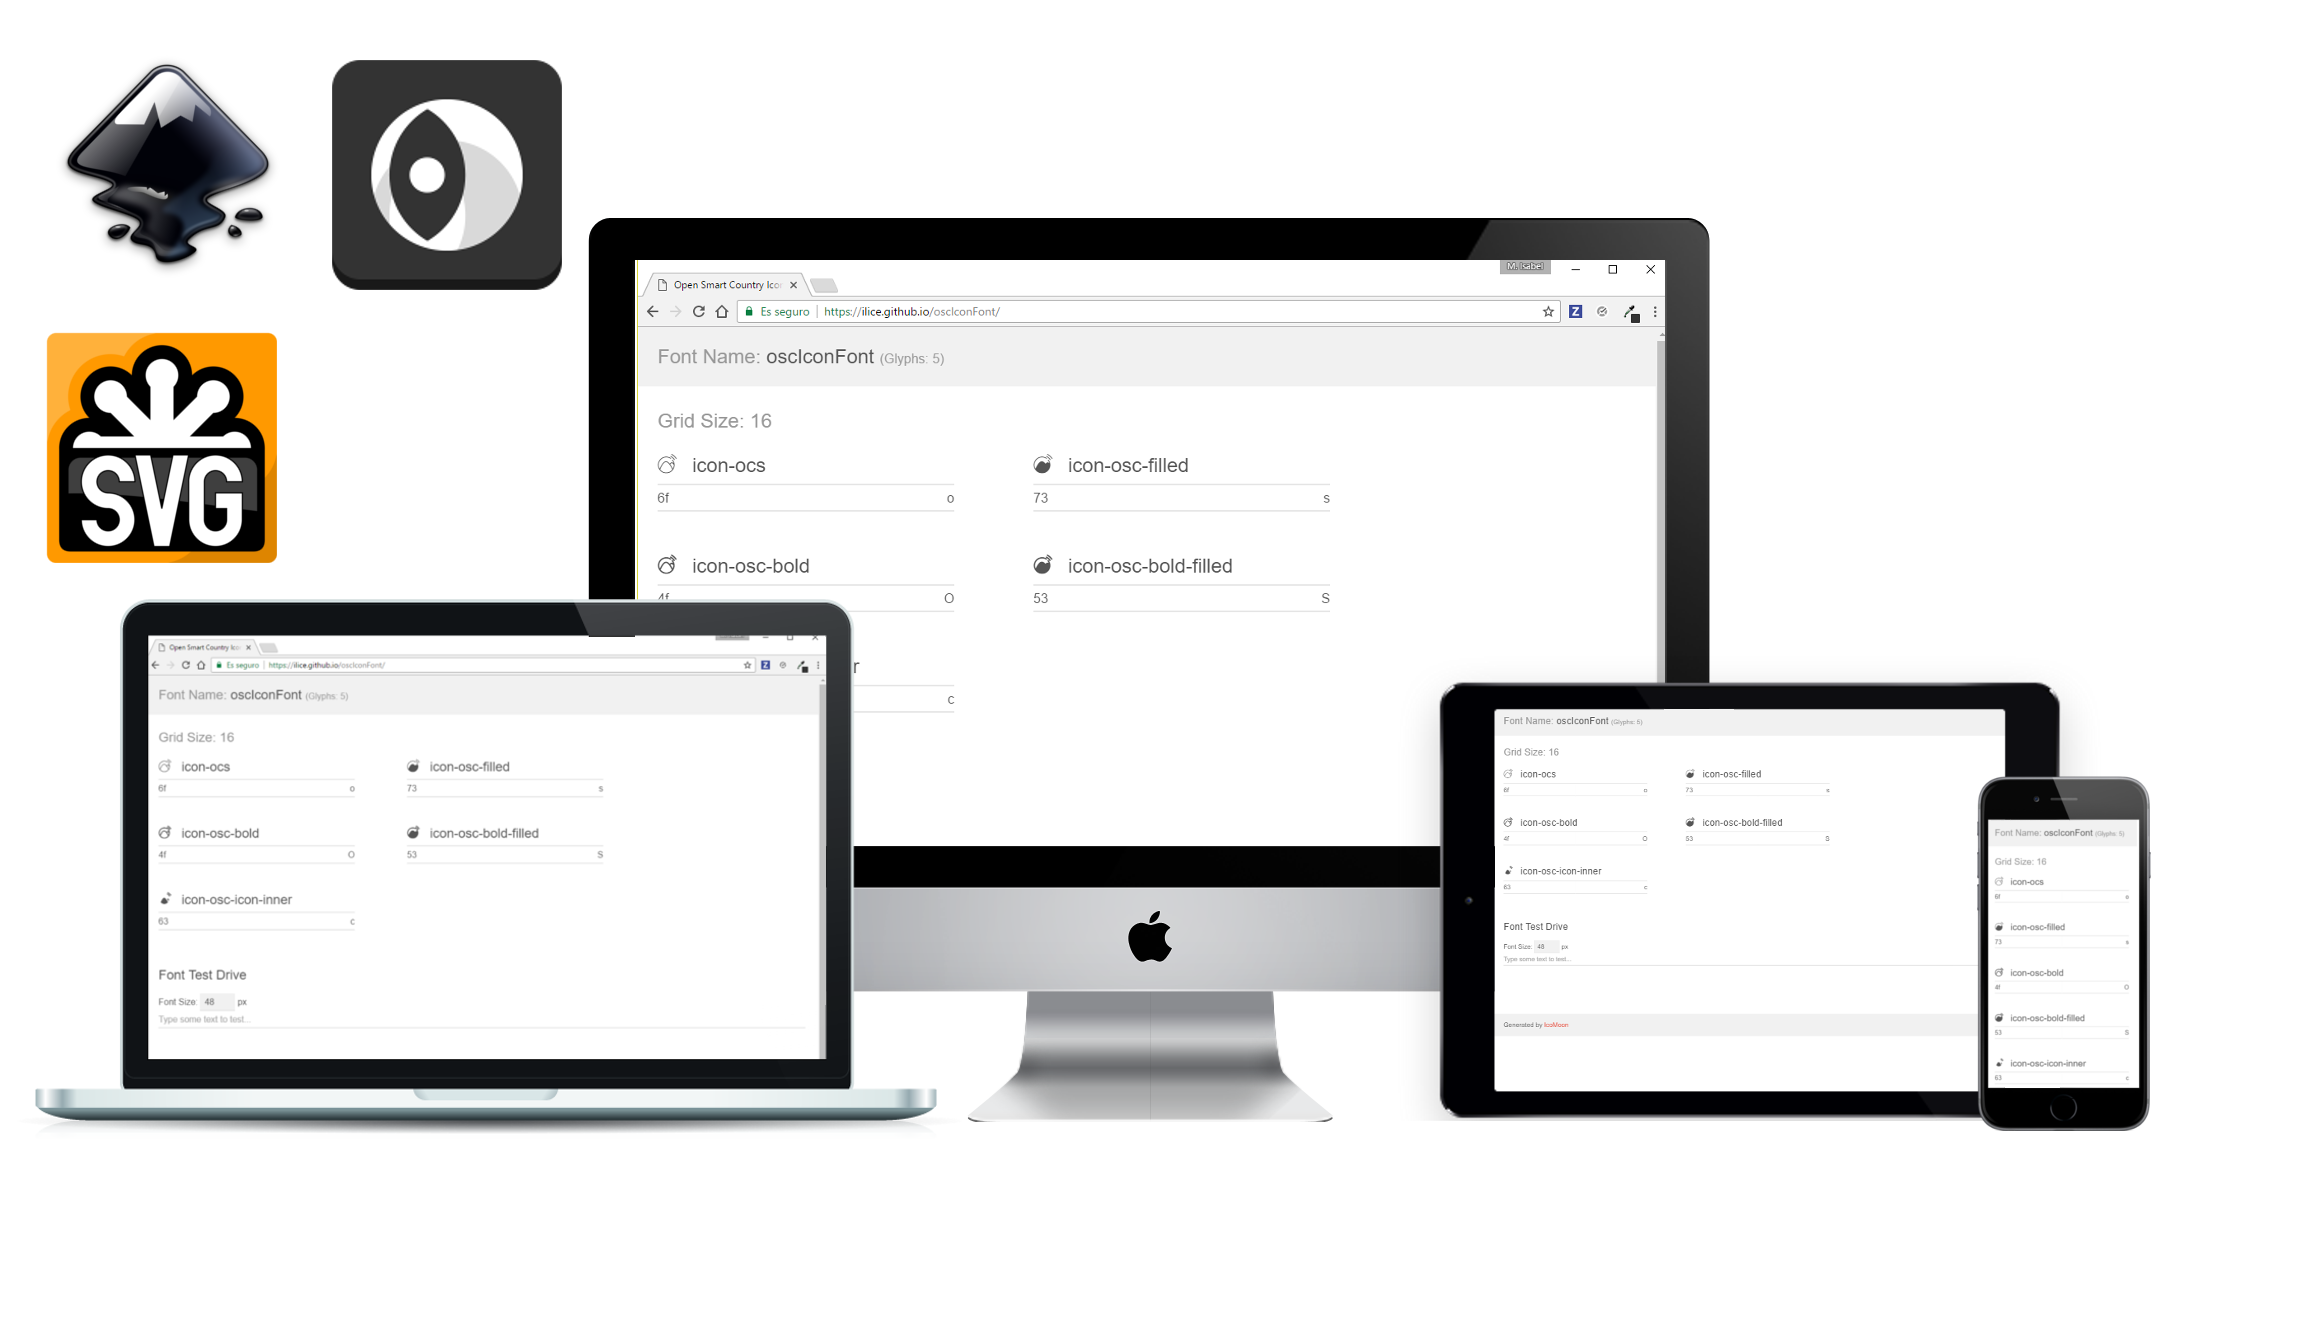 SVG
M. Isabel
Open Smart Country Ico
Es seguro https://ilice.github.io/oscIconFont/
Font Name: oscIconFont (Glyphs: 5)
Grid Size: 16
icon-ocs icon-osc-filled
6f o 73 s
icon-osc-bold icon-osc-bold-filled
4f O 53 S
r
c
Open Smart Country Ico
Es seguro https://ilice.github.io/oscIconFont/
Font Name: oscIconFont (Glyphs: 5)
Grid Size: 16
icon-ocs icon-osc-filled
6f o 73 s
icon-osc-bold icon-osc-bold-filled
4f O 53 S
icon-osc-icon-inner
63 c
Font Test Drive
Font Size: 48 px
Type some text to test...
Font Name: oscIconFont (Glyphs: 5)
Grid Size: 16
icon-ocs icon-osc-filled
6f o 73 s
icon-osc-bold icon-osc-bold-filled
4f O 53 S
icon-osc-icon-inner
63 c
Font Test Drive
Font Size: 48 px
Type some text to test...
Generated by IcoMoon
Font Name: oscIconFont (Glyphs: 5)
Grid Size: 16
icon-ocs
6f o
icon-osc-filled
73 s
icon-osc-bold
4f O
icon-osc-bold-filled
53 S
icon-osc-icon-inner
63 c